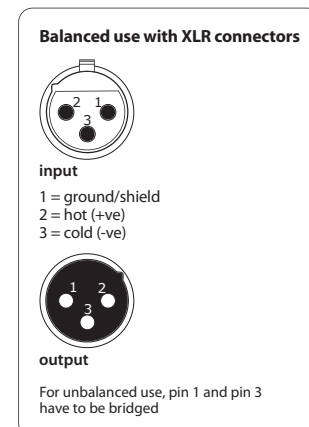 Balanced use with XLR connectors
2 1
3
input
1 = ground/shield
2 = hot (+ve)
3 = cold (-ve)
1 2
3
output
For unbalanced use, pin 1 and pin 3
have to be bridged